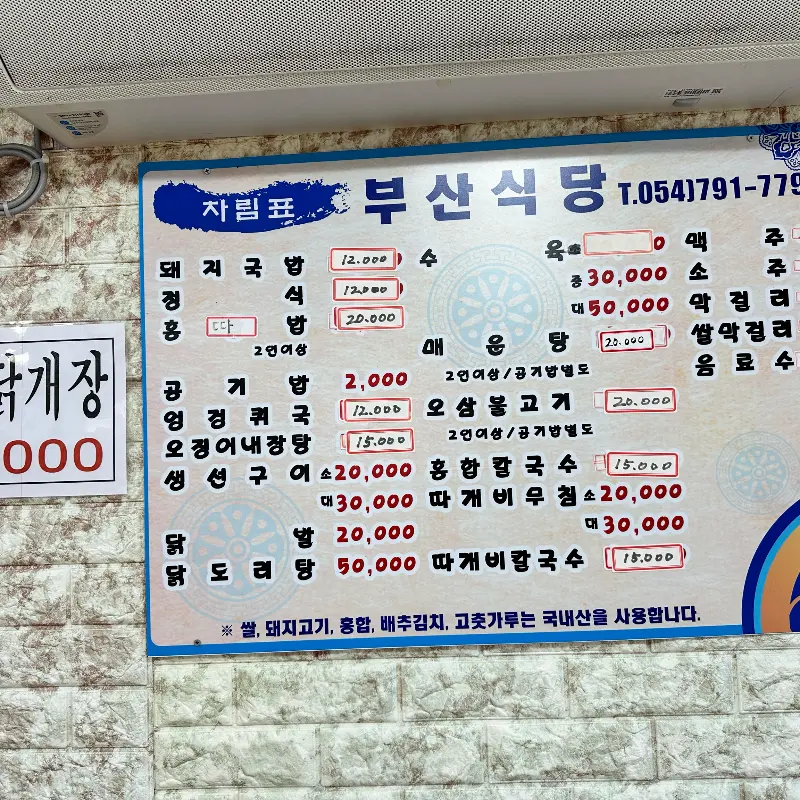 차림표 부산식당 T.054)791-779
돼지국밥 12.000
정식 12.000
홍따밥 20.000
2인이상
공기밥 2,000
엉겅퀴국 12.000
오징어내장탕 15.000
생선구이 소 20,000
대 30,000
닭발 20,000
닭도리탕 50,000
수육 0
중 30,000
대 50,000
매운탕 20.000
2인이상/공기밥별도
오삼불고기 20.000
2인이상/공기밥별도
홍합칼국수 15.000
따개비무침 소 20,000
대 30,000
따개비칼국수 15.000
맥주
소주
막걸리
쌀막걸리
음료수
※ 쌀, 돼지고기, 홍합, 배추김치, 고춧가루는 국내산을 사용합니다.
닭개장
000